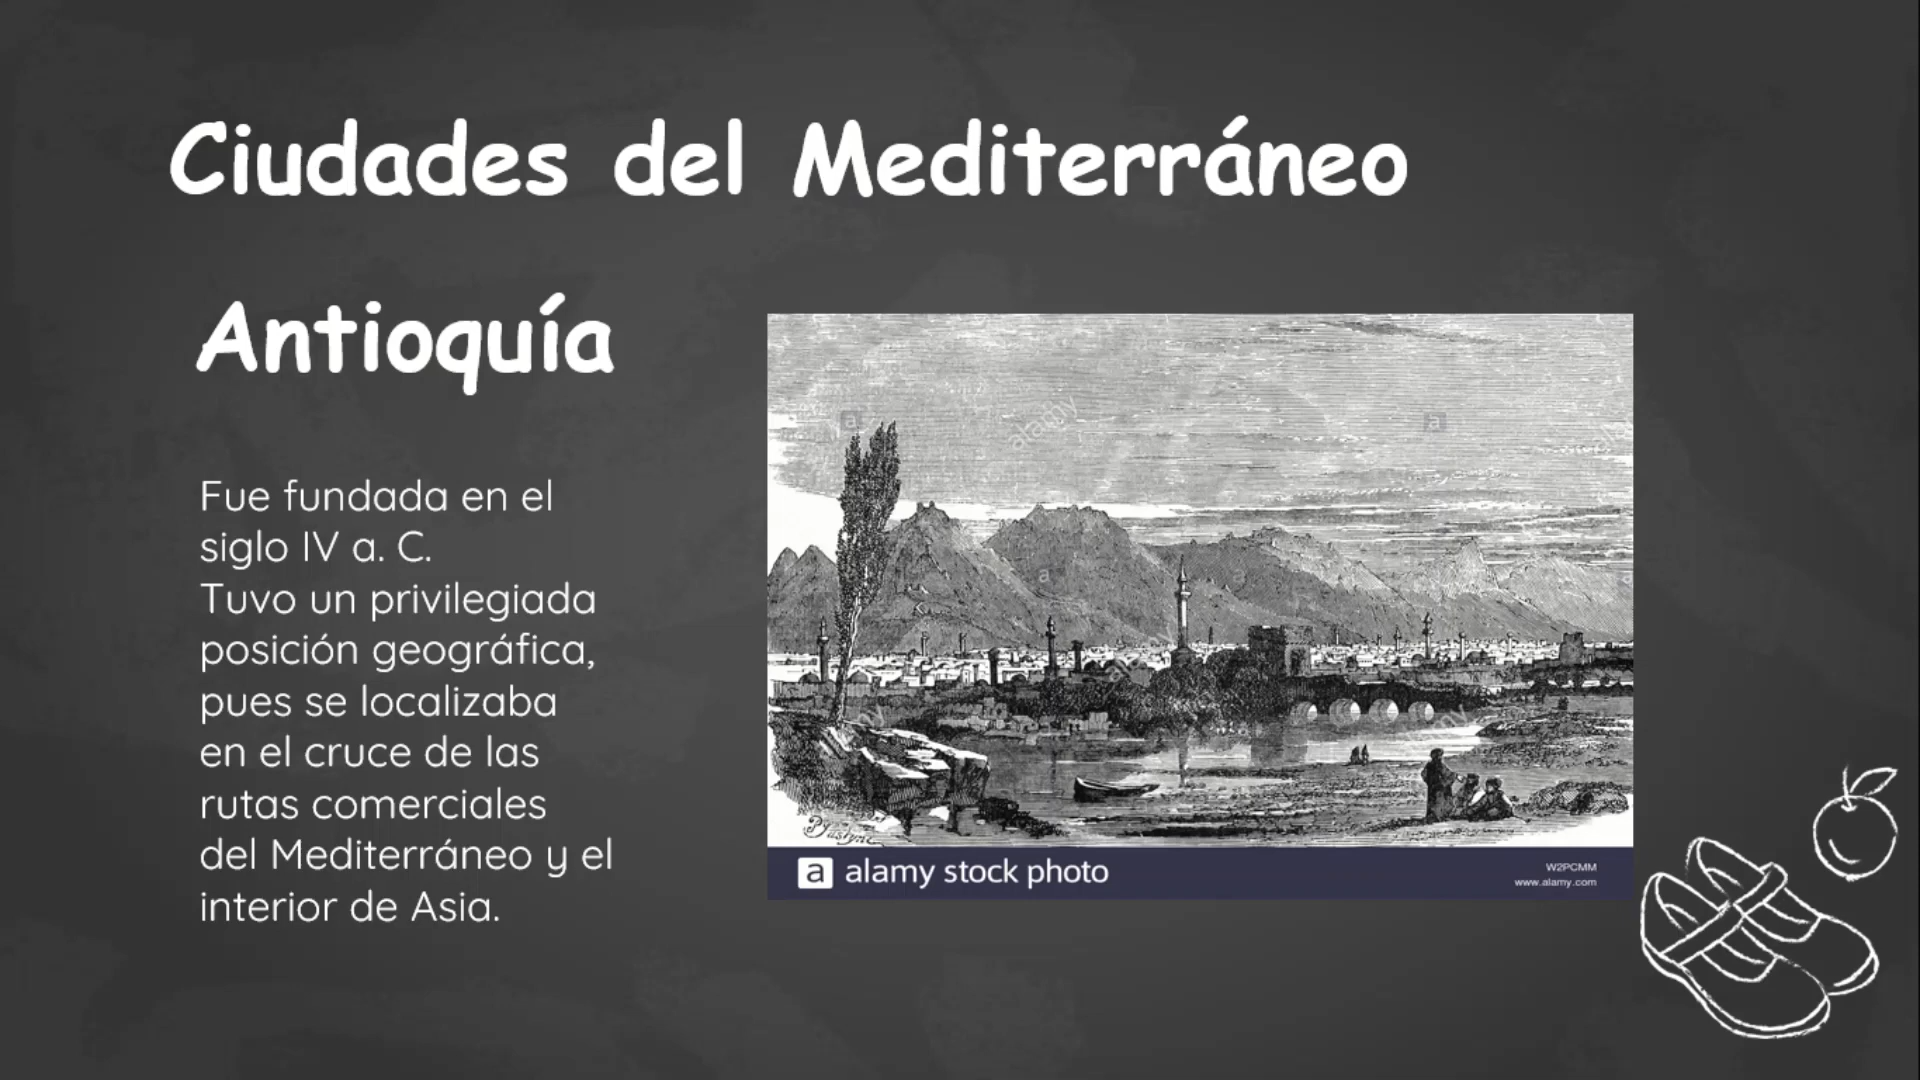 Ciudades del Mediterráneo
Antioquía
Fue fundada en el
siglo IV a. C.
Tuvo un privilegiada
posición geográfica,
pues se localizaba
en el cruce de las
rutas comerciales
del Mediterráneo y el
interior de Asia.
a alamy stock photo
W2PCMM
www.alamy.com